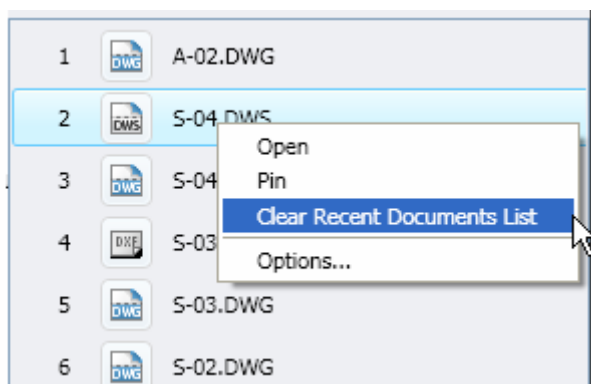 1 DWG A-02.DWG
2 DWS S-04.DWS
Open
3 DWG S-04 Pin
Clear Recent Documents List
4 DXF S-03
Options...
5 DWG S-03.DWG
6 DWG S-02.DWG